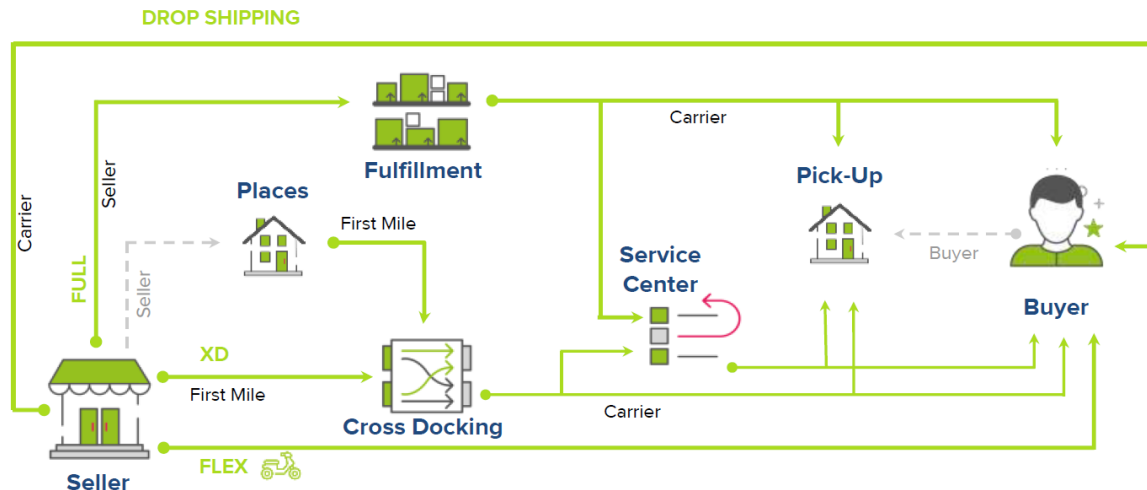 DROP SHIPPING
Carrier
Seller
FULL
Seller
Places
First Mile
Fulfillment
Carrier
Pick-Up
Service
Center
Buyer
Buyer
XD
First Mile
Cross Docking
Carrier
FLEX
Seller